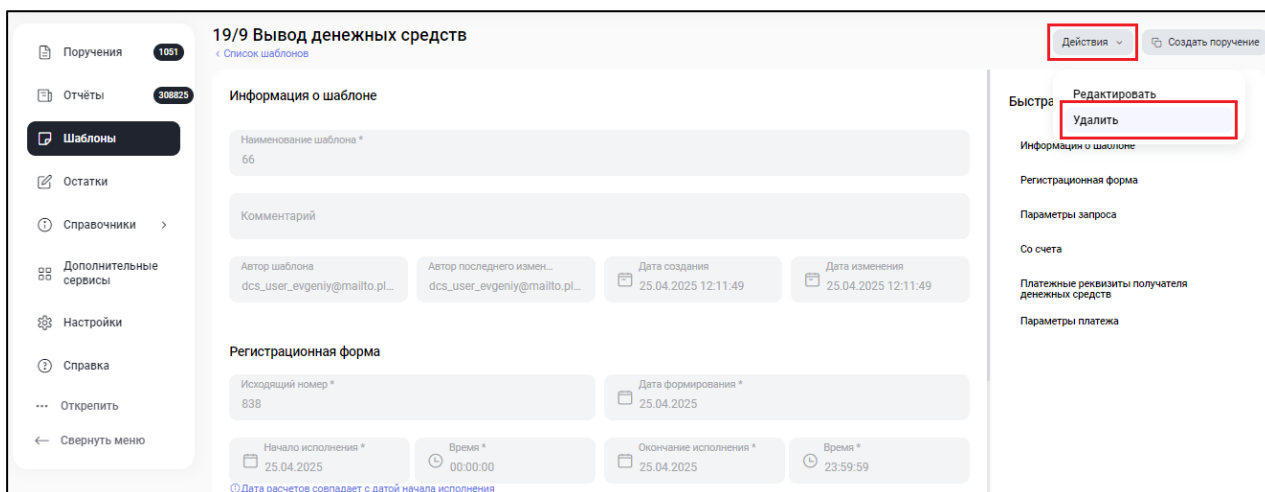 Поручения 1051
Отчёты 308825
Шаблоны
Остатки
Справочники
Дополнительные
сервисы
Настройки
Справка
Открепить
Свернуть меню
19/9 Вывод денежных средств
Список шаблонов
Действия
Создать поручение
Редактировать
Удалить
Информация о шаблоне
Наименование шаблона *
66
Комментарий
Автор шаблона
dcs_user_evgeniy@mailto.pl...
Автор последнего измен...
dcs_user_evgeniy@mailto.pl...
Дата создания
25.04.2025 12:11:49
Дата изменения
25.04.2025 12:11:49
Регистрационная форма
Исходящий номер *
838
Дата формирования *
25.04.2025
Начало исполнения *
25.04.2025
Время *
00:00:00
Окончание исполнения *
25.04.2025
Время *
23:59:59
Дата расчетов совпадает с датой начала исполнения
Быстра
Информация о шаблоне
Регистрационная форма
Параметры запроса
Со счета
Платежные реквизиты получателя
денежных средств
Параметры платежа